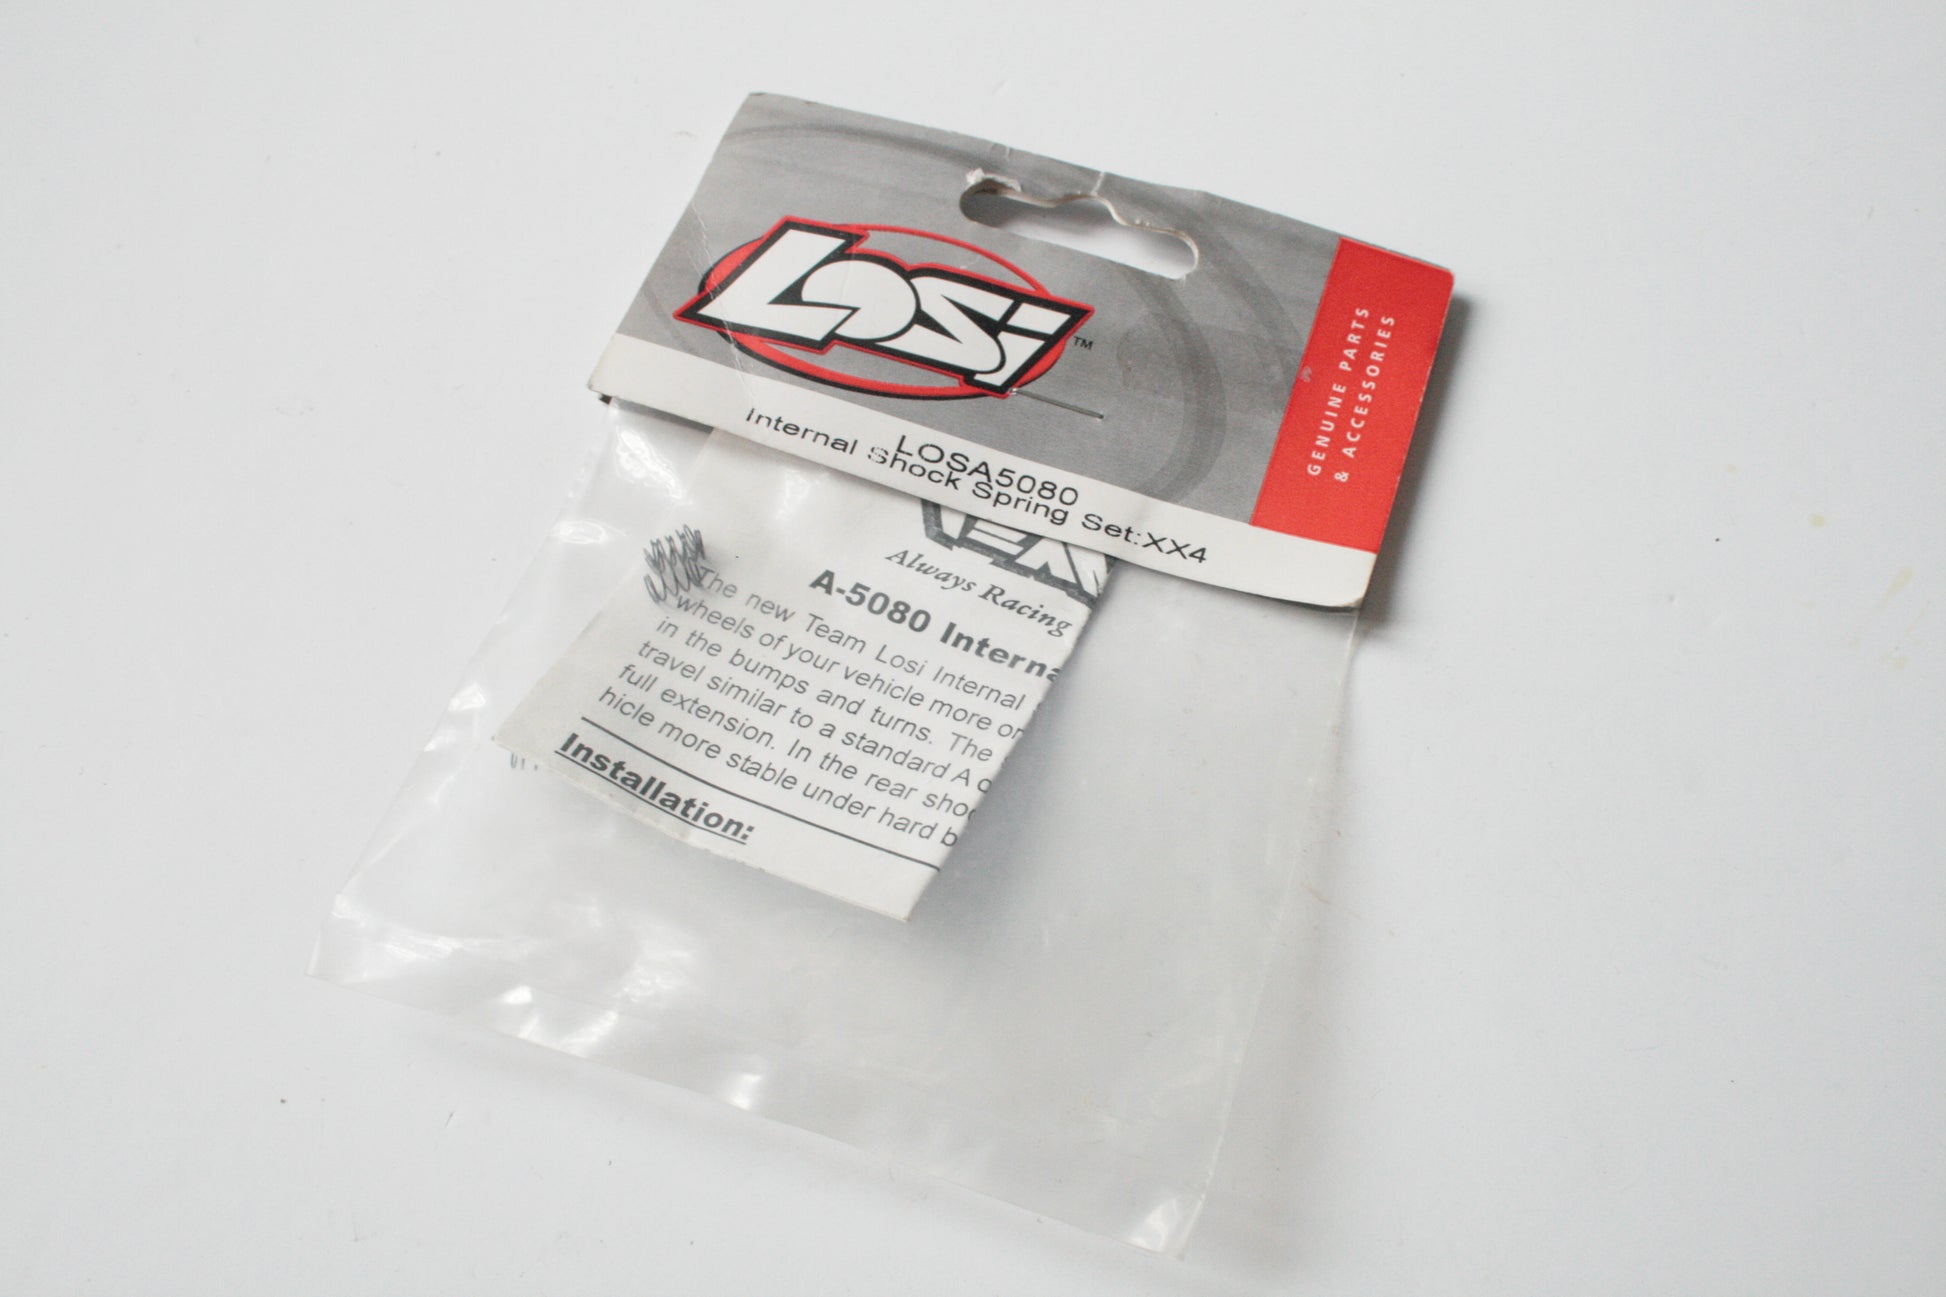 LOSi™
GENUINE PARTS
& ACCESSORIES
LOSA5080
Internal Shock Spring Set:XX4
Always Racing
A-5080 Interna
The new Team Losi Internal
wheels of your vehicle more or
in the bumps and turns. The
travel similar to a standard A
full extension. In the rear sho
hicle more stable under hard b
Installation: